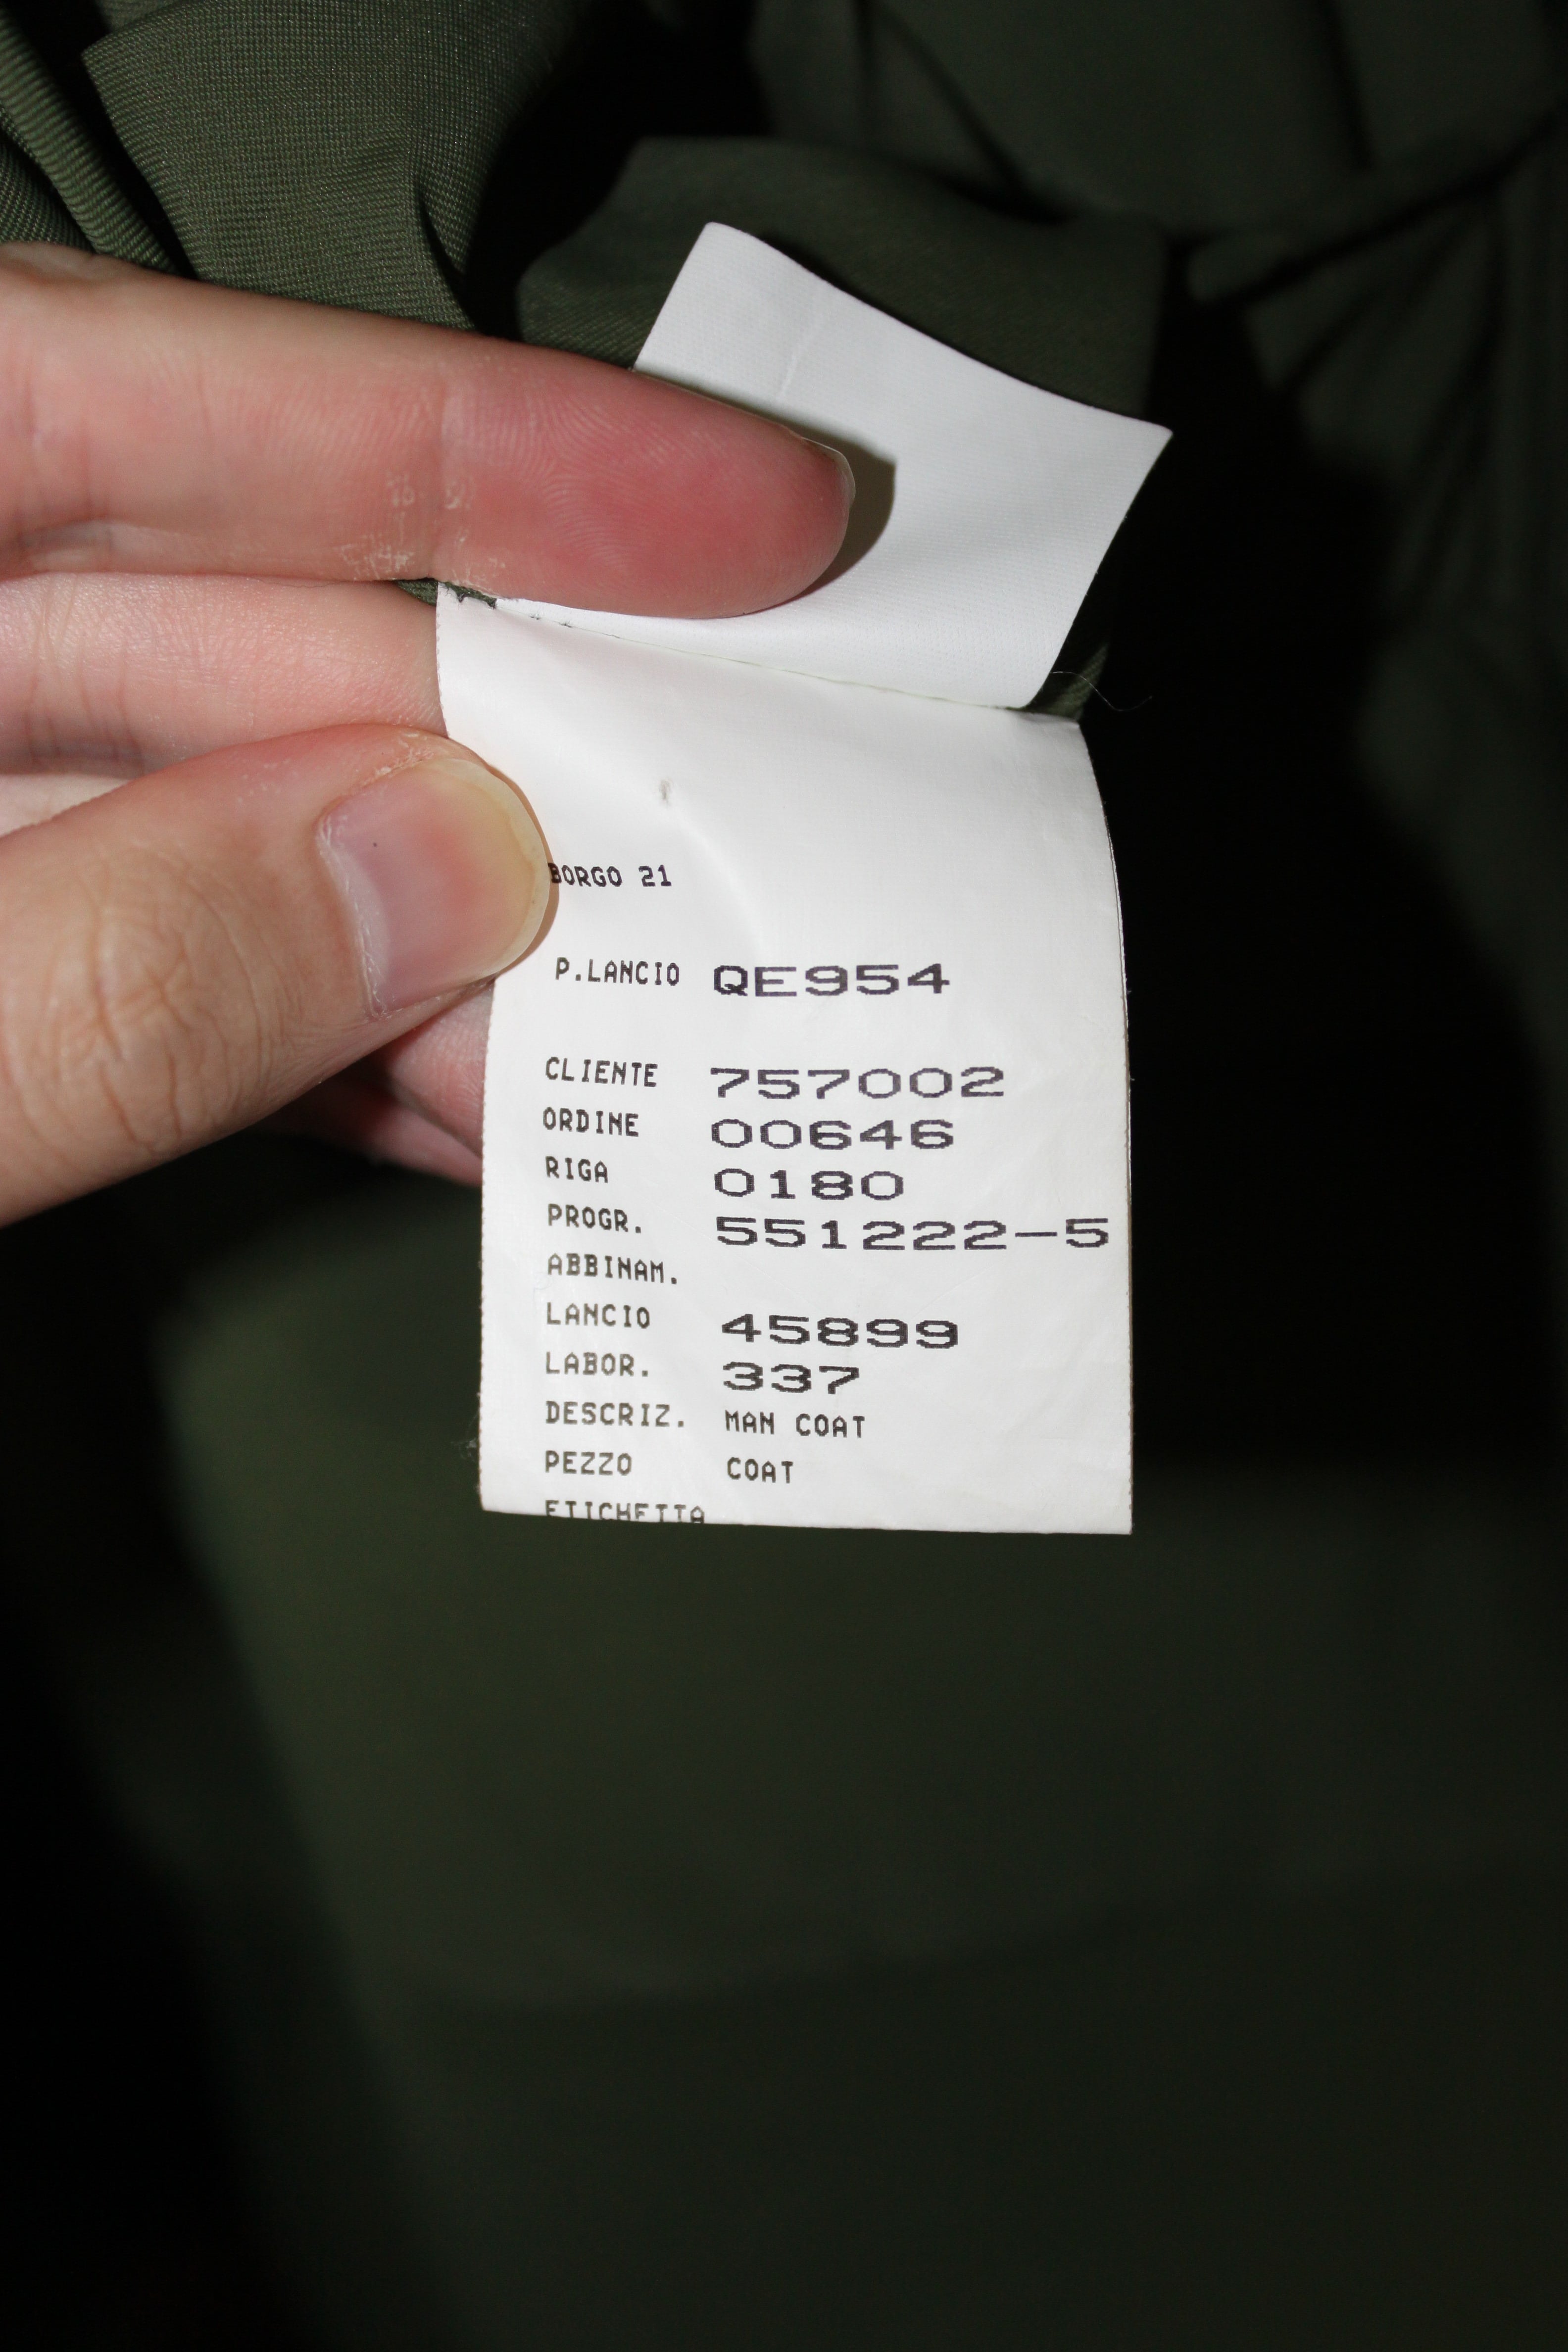 BORGO 21
P.LANCIO QE954
CLIENTE 757002
ORDINE 00646
RIGA 0180
PROGR. 551222-5
ABBINAM.
LANCIO 45899
LABOR. 337
DESCRIZ. MAN COAT
PEZZO COAT
ETICHETTA